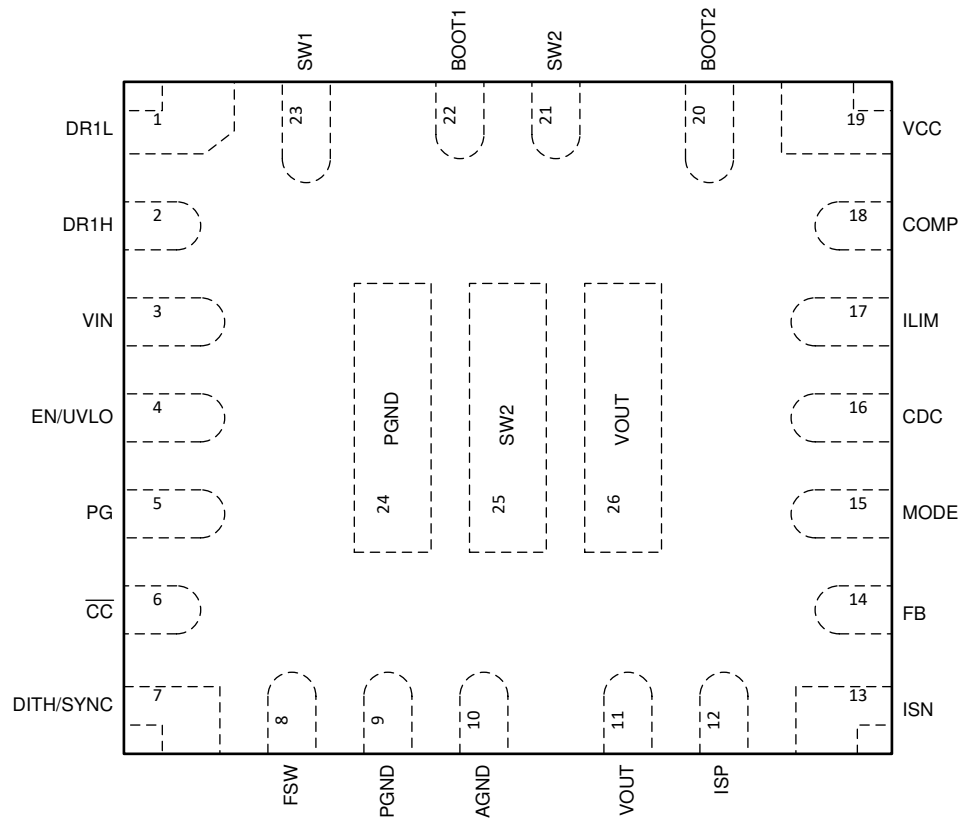 SW1
BOOT1
SW2
BOOT2
23
22
21
20
DR1L
1
19
VCC
DR1H
2
18
COMP
VIN
3
17
ILIM
EN/UVLO
4
16
CDC
PGND
SW2
VOUT
24
25
26
PG
5
15
MODE
C̅C̅
6
14
FB
DITH/SYNC
7
13
ISN
8
9
10
11
12
FSW
PGND
AGND
VOUT
ISP